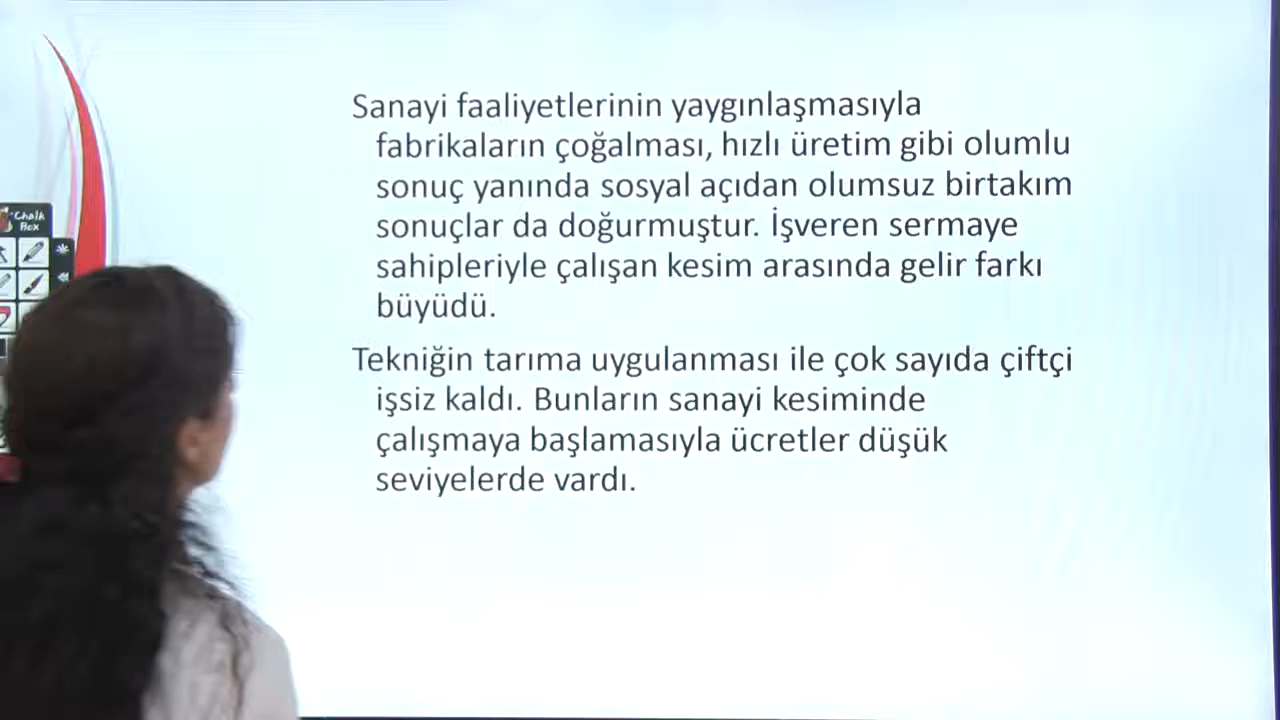 Sanayi faaliyetlerinin yaygınlaşmasıyla
fabrikaların çoğalması, hızlı üretim gibi olumlu
sonuç yanında sosyal açıdan olumsuz birtakım
sonuçlar da doğurmuştur. İşveren sermaye
sahipleriyle çalışan kesim arasında gelir farkı
büyüdü.
Tekniğin tarıma uygulanması ile çok sayıda çiftçi
işsiz kaldı. Bunların sanayi kesiminde
çalışmaya başlamasıyla ücretler düşük
seviyelerde vardı.
Chalk
Box